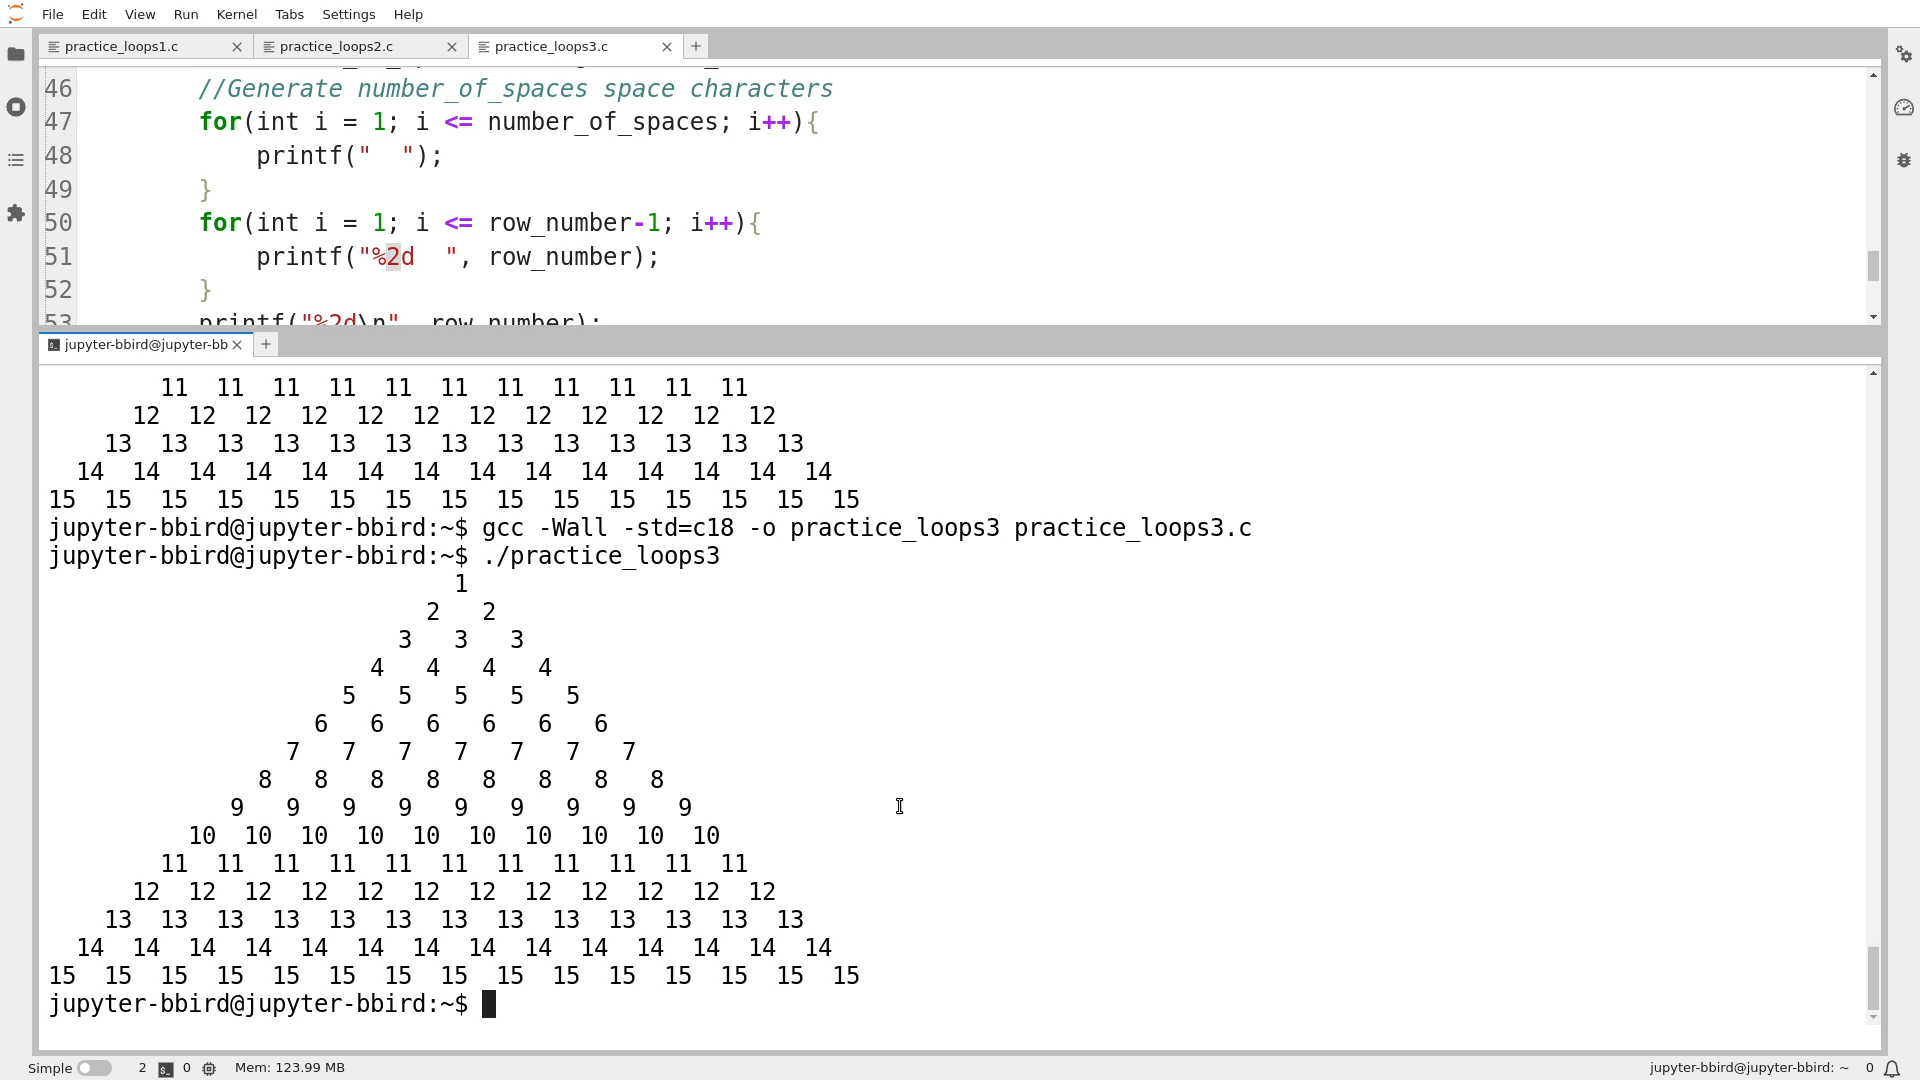 File Edit View Run Kernel Tabs Settings Help
practice_loops1.c practice_loops2.c practice_loops3.c
46 //Generate number_of_spaces space characters
47 for(int i = 1; i <= number_of_spaces; i++){
48 printf("  ");
49 }
50 for(int i = 1; i <= row_number-1; i++){
51 printf("%2d  ", row_number);
52 }
53 printf("%2d\n", row_number);
jupyter-bbird@jupyter-bb
11 11 11 11 11 11 11 11 11 11 11
12 12 12 12 12 12 12 12 12 12 12 12
13 13 13 13 13 13 13 13 13 13 13 13 13
14 14 14 14 14 14 14 14 14 14 14 14 14 14
15 15 15 15 15 15 15 15 15 15 15 15 15 15 15
jupyter-bbird@jupyter-bbird:~$ gcc -Wall -std=c18 -o practice_loops3 practice_loops3.c
jupyter-bbird@jupyter-bbird:~$ ./practice_loops3
1
2 2
3 3 3
4 4 4 4
5 5 5 5 5
6 6 6 6 6 6
7 7 7 7 7 7 7
8 8 8 8 8 8 8 8
9 9 9 9 9 9 9 9 9
10 10 10 10 10 10 10 10 10 10
11 11 11 11 11 11 11 11 11 11 11
12 12 12 12 12 12 12 12 12 12 12 12
13 13 13 13 13 13 13 13 13 13 13 13 13
14 14 14 14 14 14 14 14 14 14 14 14 14 14
15 15 15 15 15 15 15 15 15 15 15 15 15 15 15
jupyter-bbird@jupyter-bbird:~$
Simple 2 0 Mem: 123.99 MB jupyter-bbird@jupyter-bbird: ~ 0